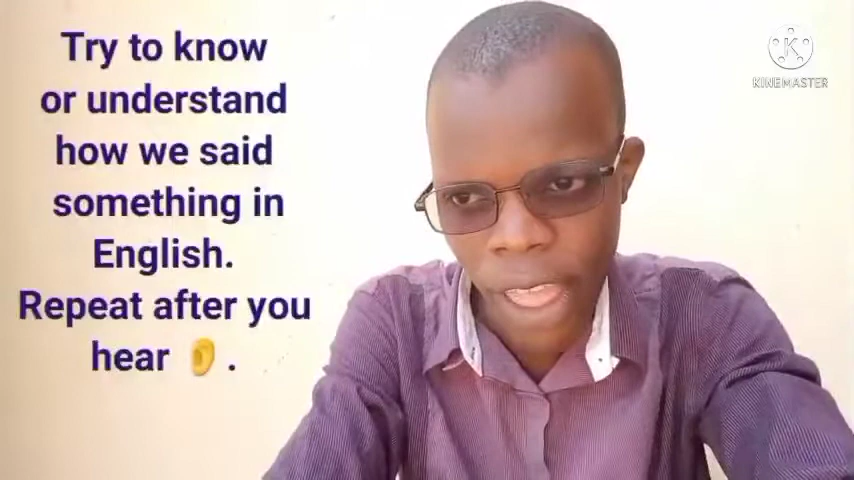 Try to know
or understand
how we said
something in
English.
Repeat after you
hear 👂 .
KINEMASTER